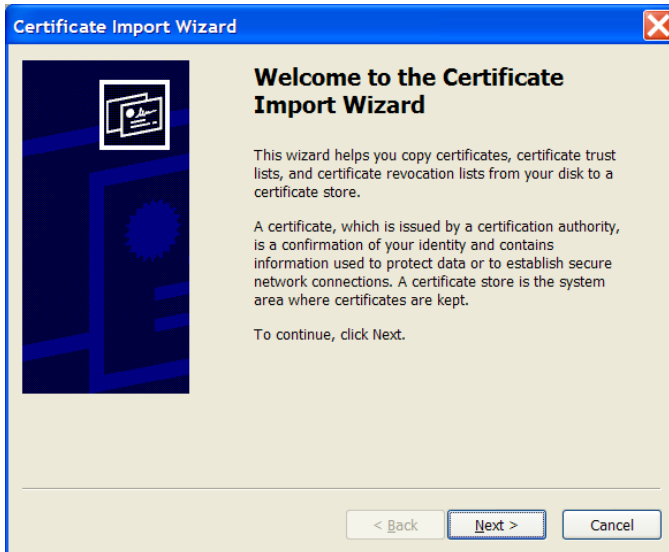 Certificate Import Wizard
Welcome to the Certificate
Import Wizard
This wizard helps you copy certificates, certificate trust
lists, and certificate revocation lists from your disk to a
certificate store.
A certificate, which is issued by a certification authority,
is a confirmation of your identity and contains
information used to protect data or to establish secure
network connections. A certificate store is the system
area where certificates are kept.
To continue, click Next.
< Back
Next >
Cancel